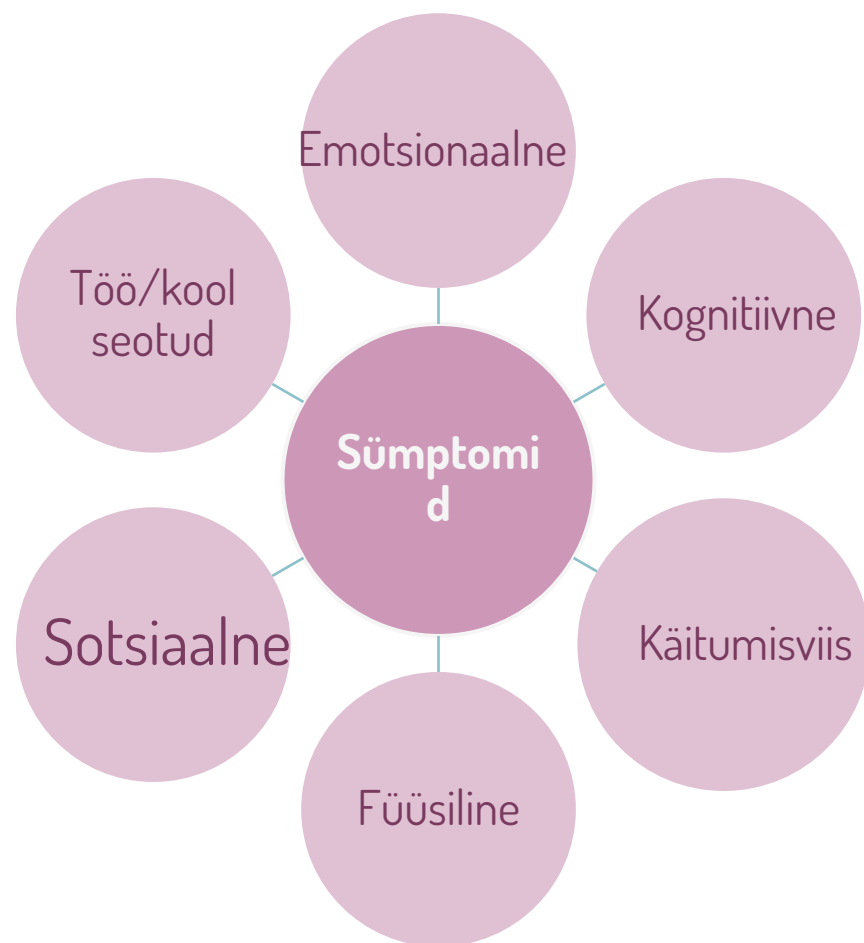 Emotsionaalne
Töö/kool
seotud
Kognitiivne
Sümptomi
d
Sotsiaalne
Käitumisviis
Füüsiline